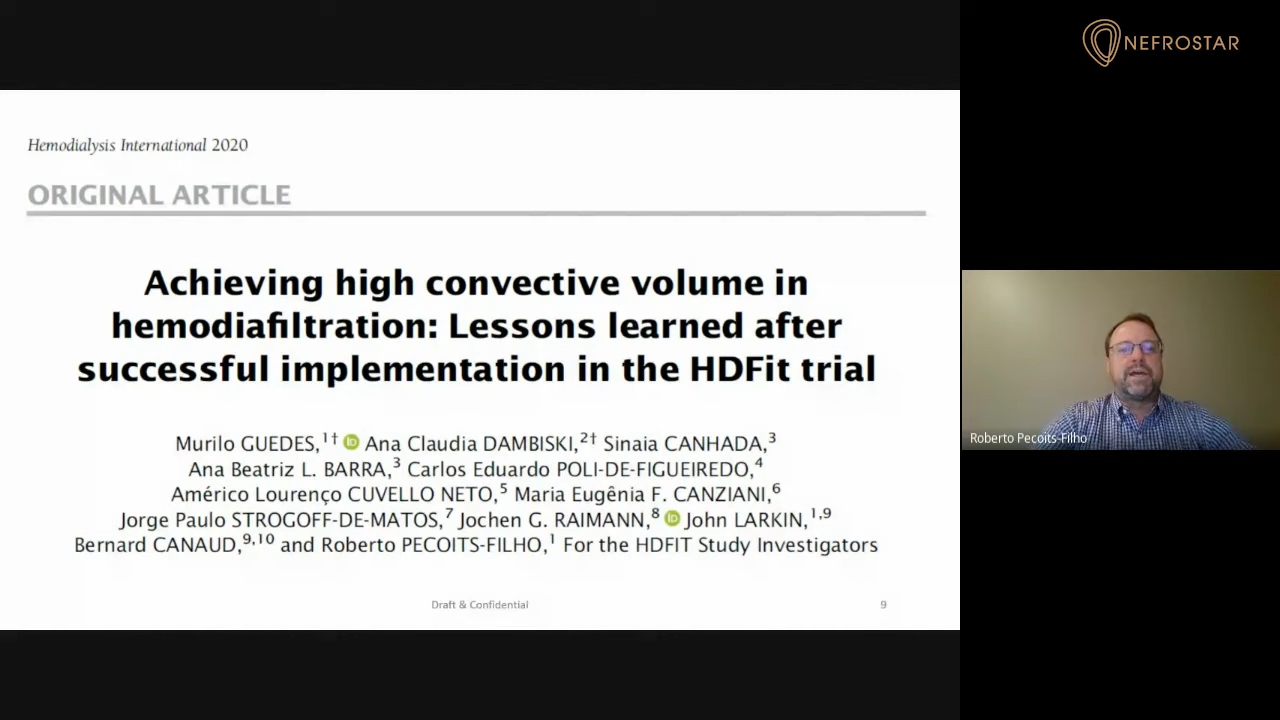 NEFROSTAR
Hemodialysis International 2020
ORIGINAL ARTICLE
Achieving high convective volume in
hemodiafiltration: Lessons learned after
successful implementation in the HDFit trial
Murilo GUEDES,1† iD Ana Claudia DAMBISKI,2† Sinaia CANHADA,3
Ana Beatriz L. BARRA,3 Carlos Eduardo POLI-DE-FIGUEIREDO,4
Américo Lourenço CUVELLO NETO,5 Maria Eugênia F. CANZIANI,6
Jorge Paulo STROGOFF-DE-MATOS,7 Jochen G. RAIMANN,8 iD John LARKIN,1,9
Bernard CANAUD,9,10 and Roberto PECOITS-FILHO,1 For the HDFIT Study Investigators
Draft & Confidential
9
Roberto Pecoits-Filho